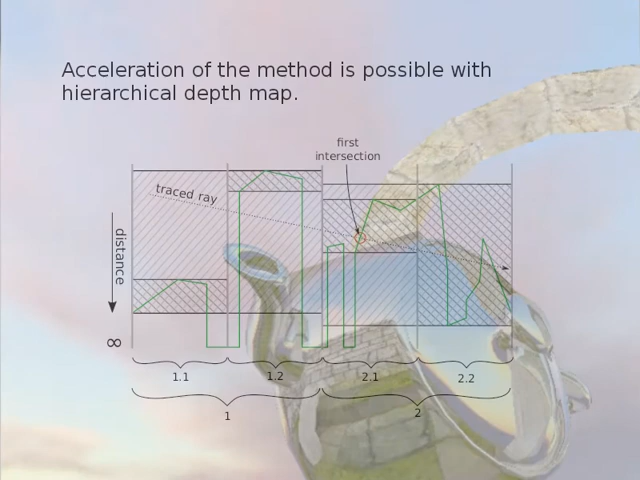 Acceleration of the method is possible with
hierarchical depth map.
first
intersection
traced ray
distance
∞
1.1
1.2
2.1
2.2
1
2